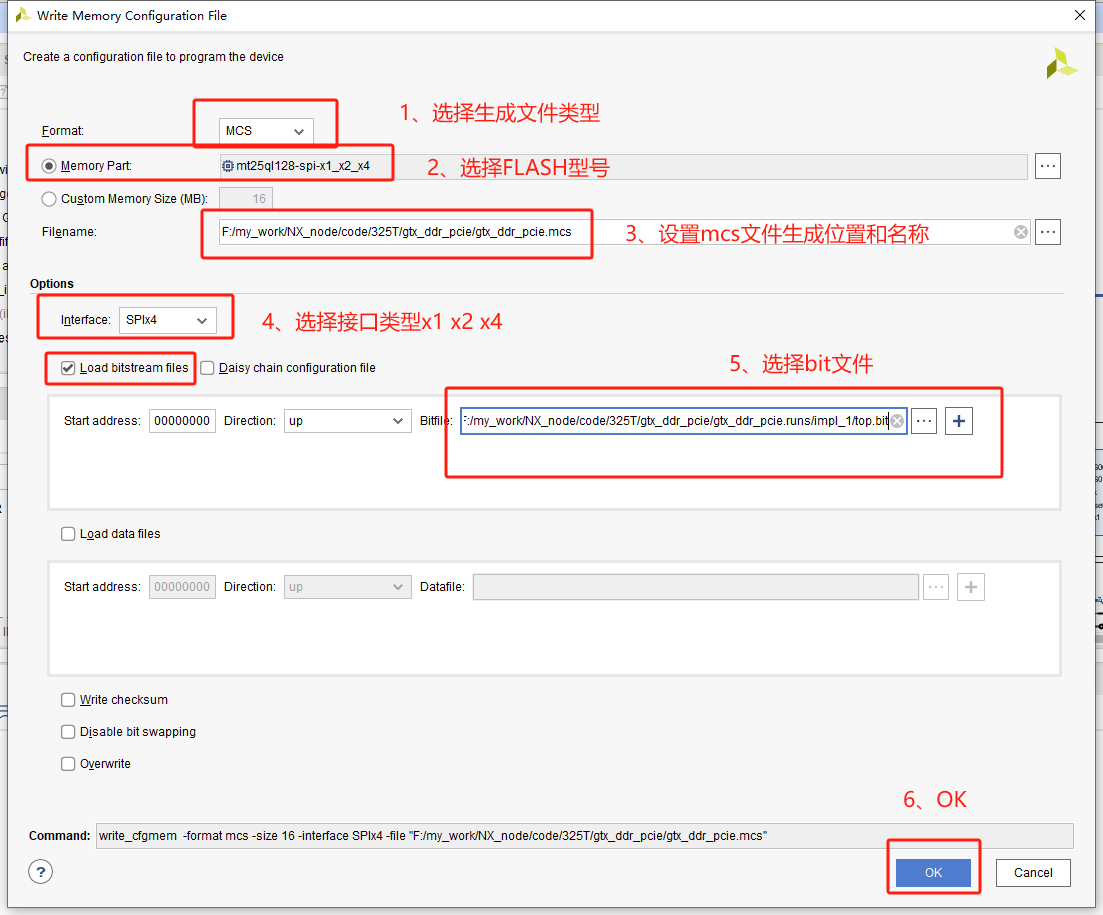 Write Memory Configuration File
Create a configuration file to program the device
1、选择生成文件类型
Format: MCS
Memory Part: mt25ql128-spi-x1_x2_x4 ...
2、选择FLASH型号
Custom Memory Size (MB): 16
Filename: F:/my_work/NX_node/code/325T/gtx_ddr_pcie/gtx_ddr_pcie.mcs ...
3、设置mcs文件生成位置和名称
Options
Interface: SPIx4
4、选择接口类型x1 x2 x4
Load bitstream files Daisy chain configuration file
5、选择bit文件
Start address: 00000000 Direction: up Bitfile: F:/my_work/NX_node/code/325T/gtx_ddr_pcie/gtx_ddr_pcie.runs/impl_1/top.bit ... +
Load data files
Start address: 00000000 Direction: up Datafile: ... +
Write checksum
Disable bit swapping
Overwrite
6、OK
Command: write_cfgmem -format mcs -size 16 -interface SPIx4 -file "F:/my_work/NX_node/code/325T/gtx_ddr_pcie/gtx_ddr_pcie.mcs"
? OK Cancel